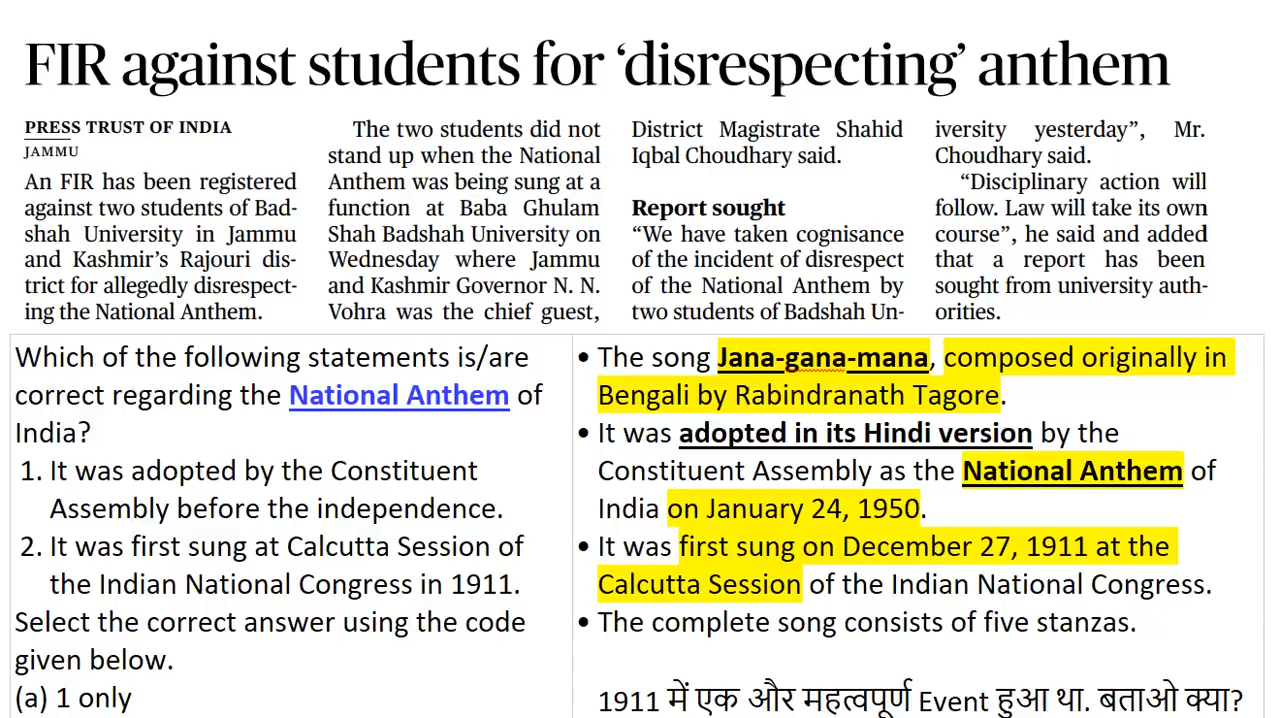 FIR against students for ‘disrespecting’ anthem
PRESS TRUST OF INDIA
JAMMU
An FIR has been registered
against two students of Bad-
shah University in Jammu
and Kashmir’s Rajouri dis-
trict for allegedly disrespect-
ing the National Anthem.
The two students did not
stand up when the National
Anthem was being sung at a
function at Baba Ghulam
Shah Badshah University on
Wednesday where Jammu
and Kashmir Governor N. N.
Vohra was the chief guest,
District Magistrate Shahid
Iqbal Choudhary said.
Report sought
“We have taken cognisance
of the incident of disrespect
of the National Anthem by
two students of Badshah Un-
iversity yesterday”, Mr.
Choudhary said.
“Disciplinary action will
follow. Law will take its own
course”, he said and added
that a report has been
sought from university auth-
orities.
Which of the following statements is/are
correct regarding the National Anthem of
India?
1. It was adopted by the Constituent
Assembly before the independence.
2. It was first sung at Calcutta Session of
the Indian National Congress in 1911.
Select the correct answer using the code
given below.
(a) 1 only
• The song Jana-gana-mana, composed originally in
Bengali by Rabindranath Tagore.
• It was adopted in its Hindi version by the
Constituent Assembly as the National Anthem of
India on January 24, 1950.
• It was first sung on December 27, 1911 at the
Calcutta Session of the Indian National Congress.
• The complete song consists of five stanzas.
1911 में एक और महत्वपूर्ण Event हुआ था. बताओ क्या?